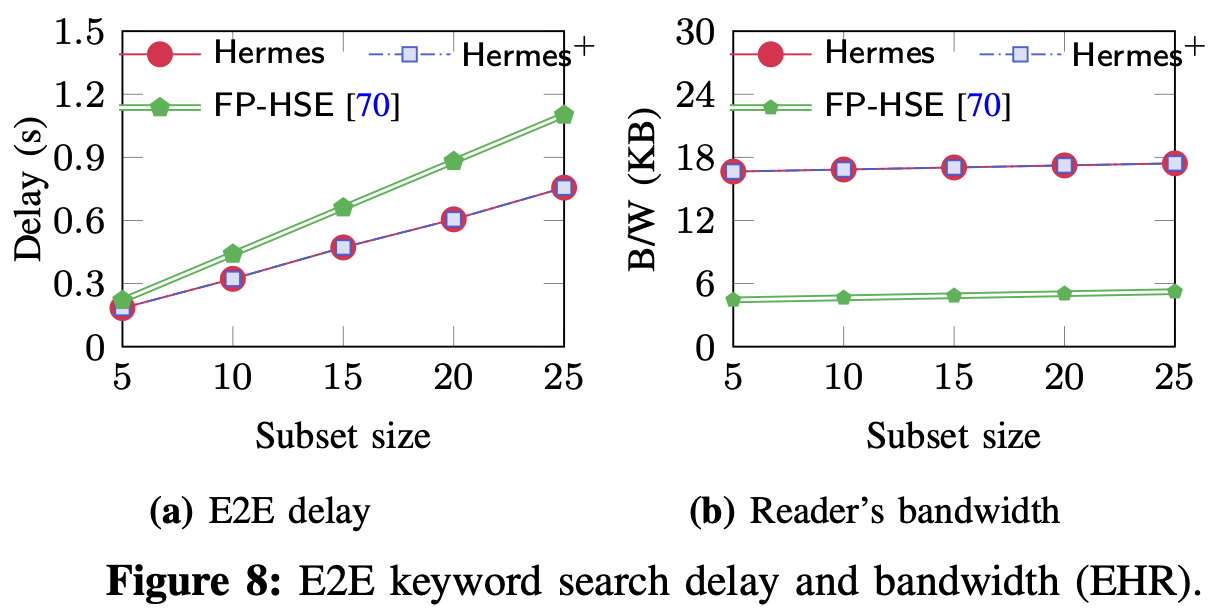 1.5
1.2
0.9
0.6
0.3
0
Delay (s)
Hermes
Hermes+
FP-HSE [70]
5 10 15 20 25
Subset size
(a) E2E delay
30
24
18
12
6
0
B/W (KB)
Hermes
Hermes+
FP-HSE [70]
5 10 15 20 25
Subset size
(b) Reader's bandwidth
Figure 8: E2E keyword search delay and bandwidth (EHR).